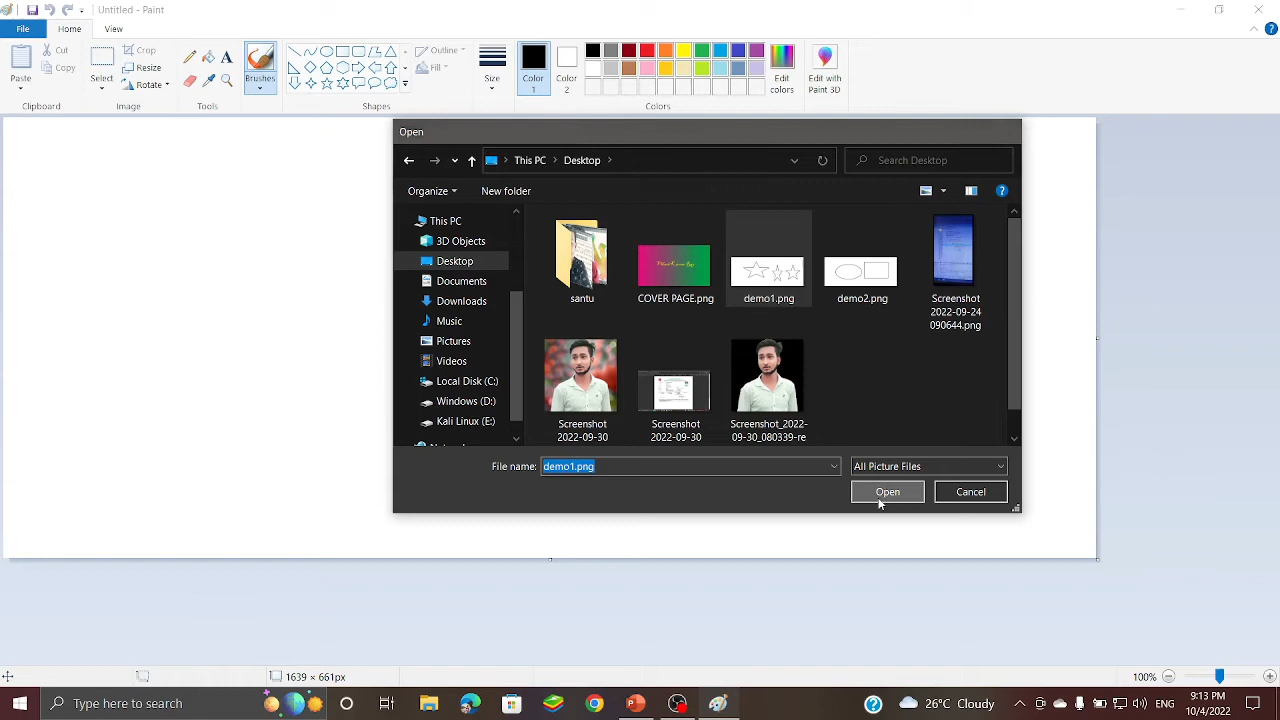 Untitled - Paint
File
Home
View
Paste
Cut
Copy
Clipboard
Select
Crop
Resize
Rotate
Image
Tools
Brushes
Shapes
Outline
Fill
Size
Color
1
Color
2
Colors
Edit
colors
Edit with
Paint 3D
Open
This PC
Desktop
Search Desktop
Organize
New folder
This PC
3D Objects
Desktop
Documents
Downloads
Music
Pictures
Videos
Local Disk (C:)
Windows (D:)
Kali Linux (E:)
santu
COVER PAGE.png
demo1.png
demo2.png
Screenshot
2022-09-24
090644.png
Screenshot
2022-09-30
Screenshot
2022-09-30
Screenshot_2022-
09-30_080339-re
File name:
demo1.png
All Picture Files
Open
Cancel
1639 × 661px
100%
Type here to search
26°C Cloudy
ENG
9:13 PM
10/4/2022